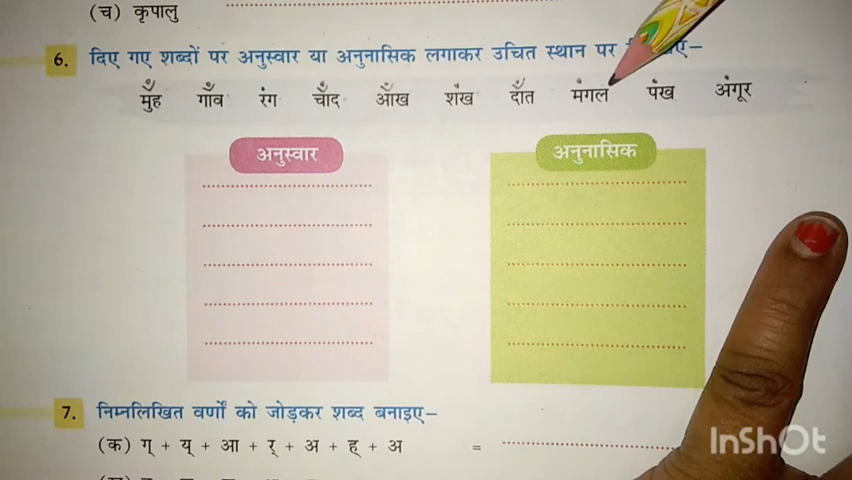 (च) कृपालु
6. दिए गए शब्दों पर अनुस्वार या अनुनासिक लगाकर उचित स्थान पर
मुँह गाँव रंग चाँद आँख शंख दाँत मंगल पंख अंगूर
अनुस्वार अनुनासिक
7. निम्नलिखित वर्णों को जोड़कर शब्द बनाइए–
(क) ग् + य् + आ + र् + अ + ह् + अ =
InShOt